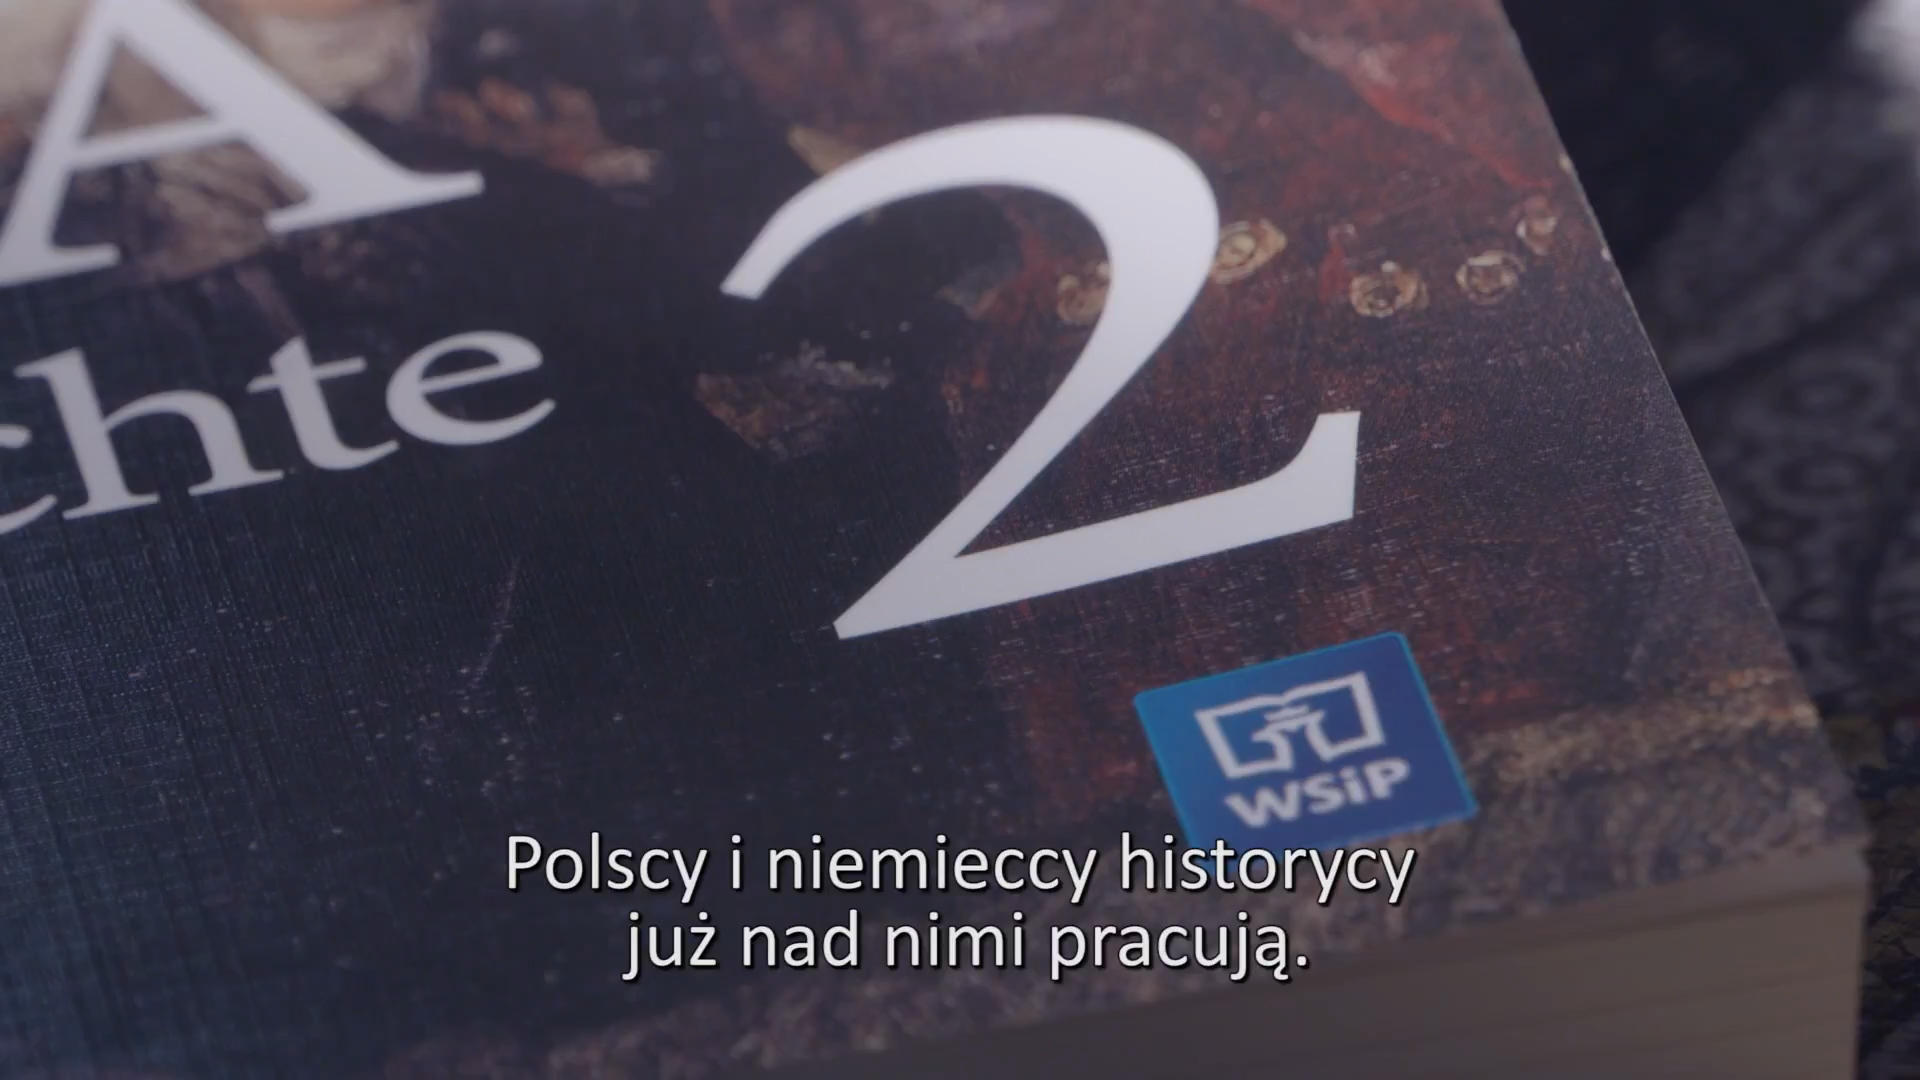 A
chte
2
WSiP
Polscy i niemieccy historycy
już nad nimi pracują.